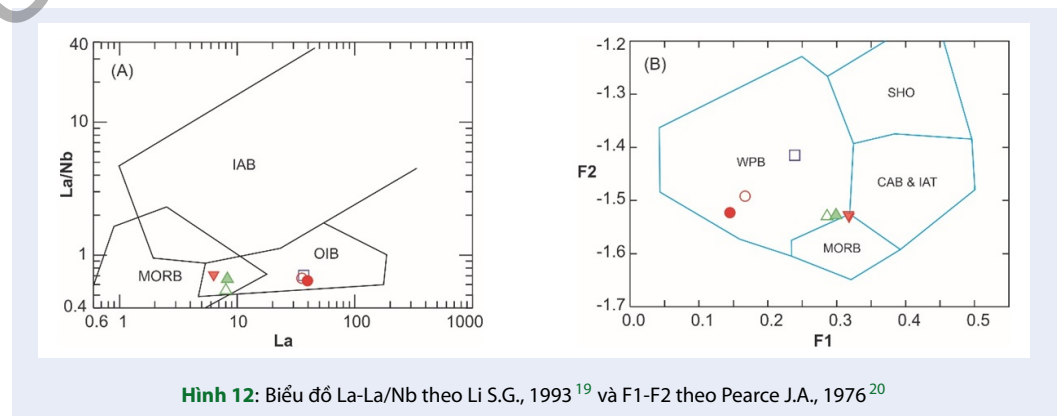 (A)
40
10
1
0.4
La/Nb
IAB
OIB
MORB
0.6 1 10 100 1000
La
(B)
-1.2
-1.3
-1.4
-1.5
-1.6
-1.7
F2
SHO
WPB
CAB & IAT
MORB
0.0 0.1 0.2 0.3 0.4 0.5
F1
Hình 12: Biểu đồ La-La/Nb theo Li S.G., 1993 19 và F1-F2 theo Pearce J.A., 1976 20